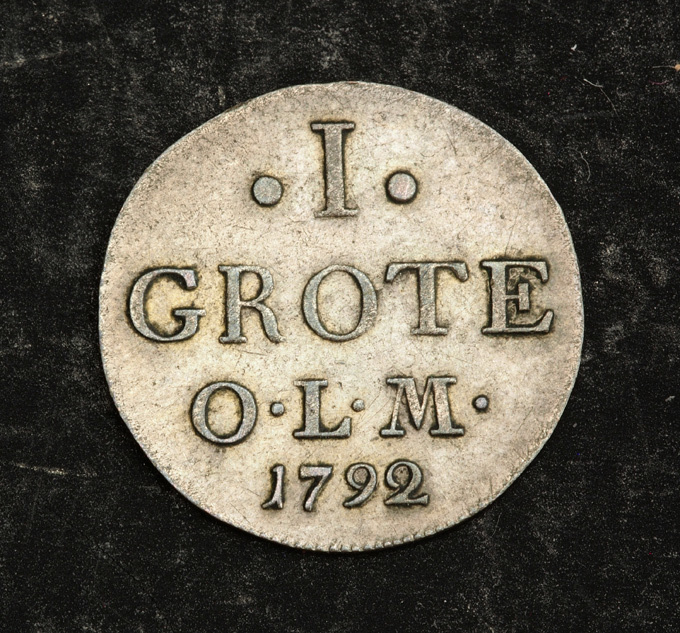 · I ·
GROTE
O·L·M·
1792